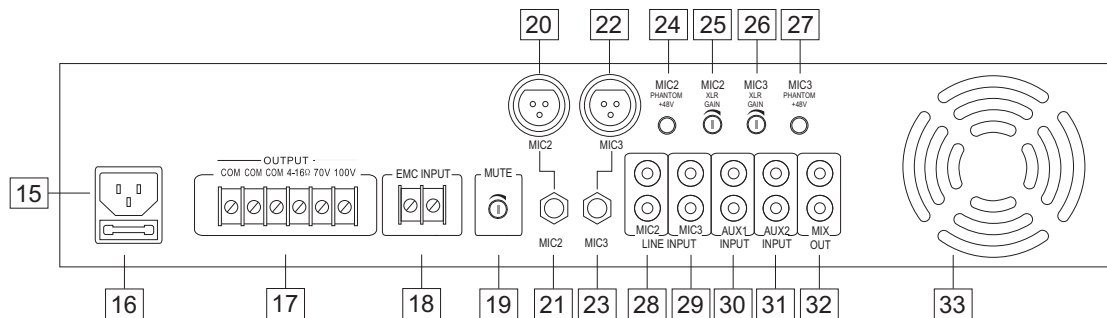 20 22 24 25 26 27
MIC2 MIC2 MIC3 MIC3
PHANTOM XLR XLR PHANTOM
+48V GAIN GAIN +48V
MIC2 MIC3
OUTPUT
COM COM COM 4-16Ω 70V 100V
EMC INPUT
MUTE
15
MIC2 MIC3
MIC2 MIC3 AUX1 AUX2 MIX
LINE INPUT INPUT INPUT OUT
16 17 18 19 21 23 28 29 30 31 32 33